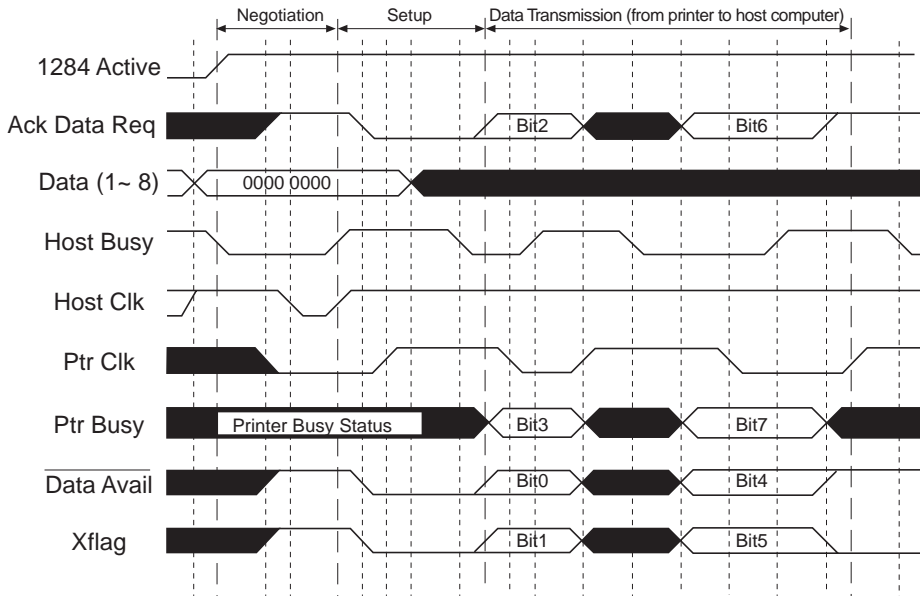 Negotiation Setup Data Transmission (from printer to host computer)
1284 Active
Ack Data Req Bit2 Bit6
Data (1~ 8) 0000 0000
Host Busy
Host Clk
Ptr Clk
Ptr Busy Printer Busy Status Bit3 Bit7
Data Avail Bit0 Bit4
Xflag Bit1 Bit5